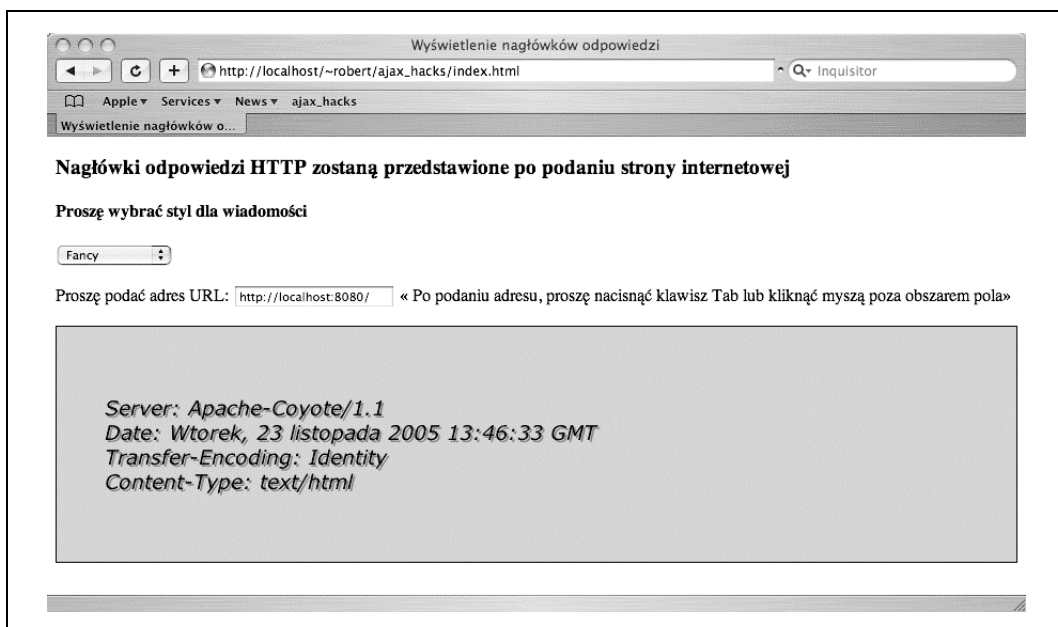 Wyświetlenie nagłówków odpowiedzi
http://localhost/~robert/ajax_hacks/index.html
Inquisitor
Apple Services News ajax_hacks
Wyświetlenie nagłówków o...
Nagłówki odpowiedzi HTTP zostaną przedstawione po podaniu strony internetowej
Proszę wybrać styl dla wiadomości
Fancy
Proszę podać adres URL: http://localhost:8080/ « Po podaniu adresu, proszę nacisnąć klawisz Tab lub kliknąć myszą poza obszarem pola»
Server: Apache-Coyote/1.1
Date: Wtorek, 23 listopada 2005 13:46:33 GMT
Transfer-Encoding: Identity
Content-Type: text/html